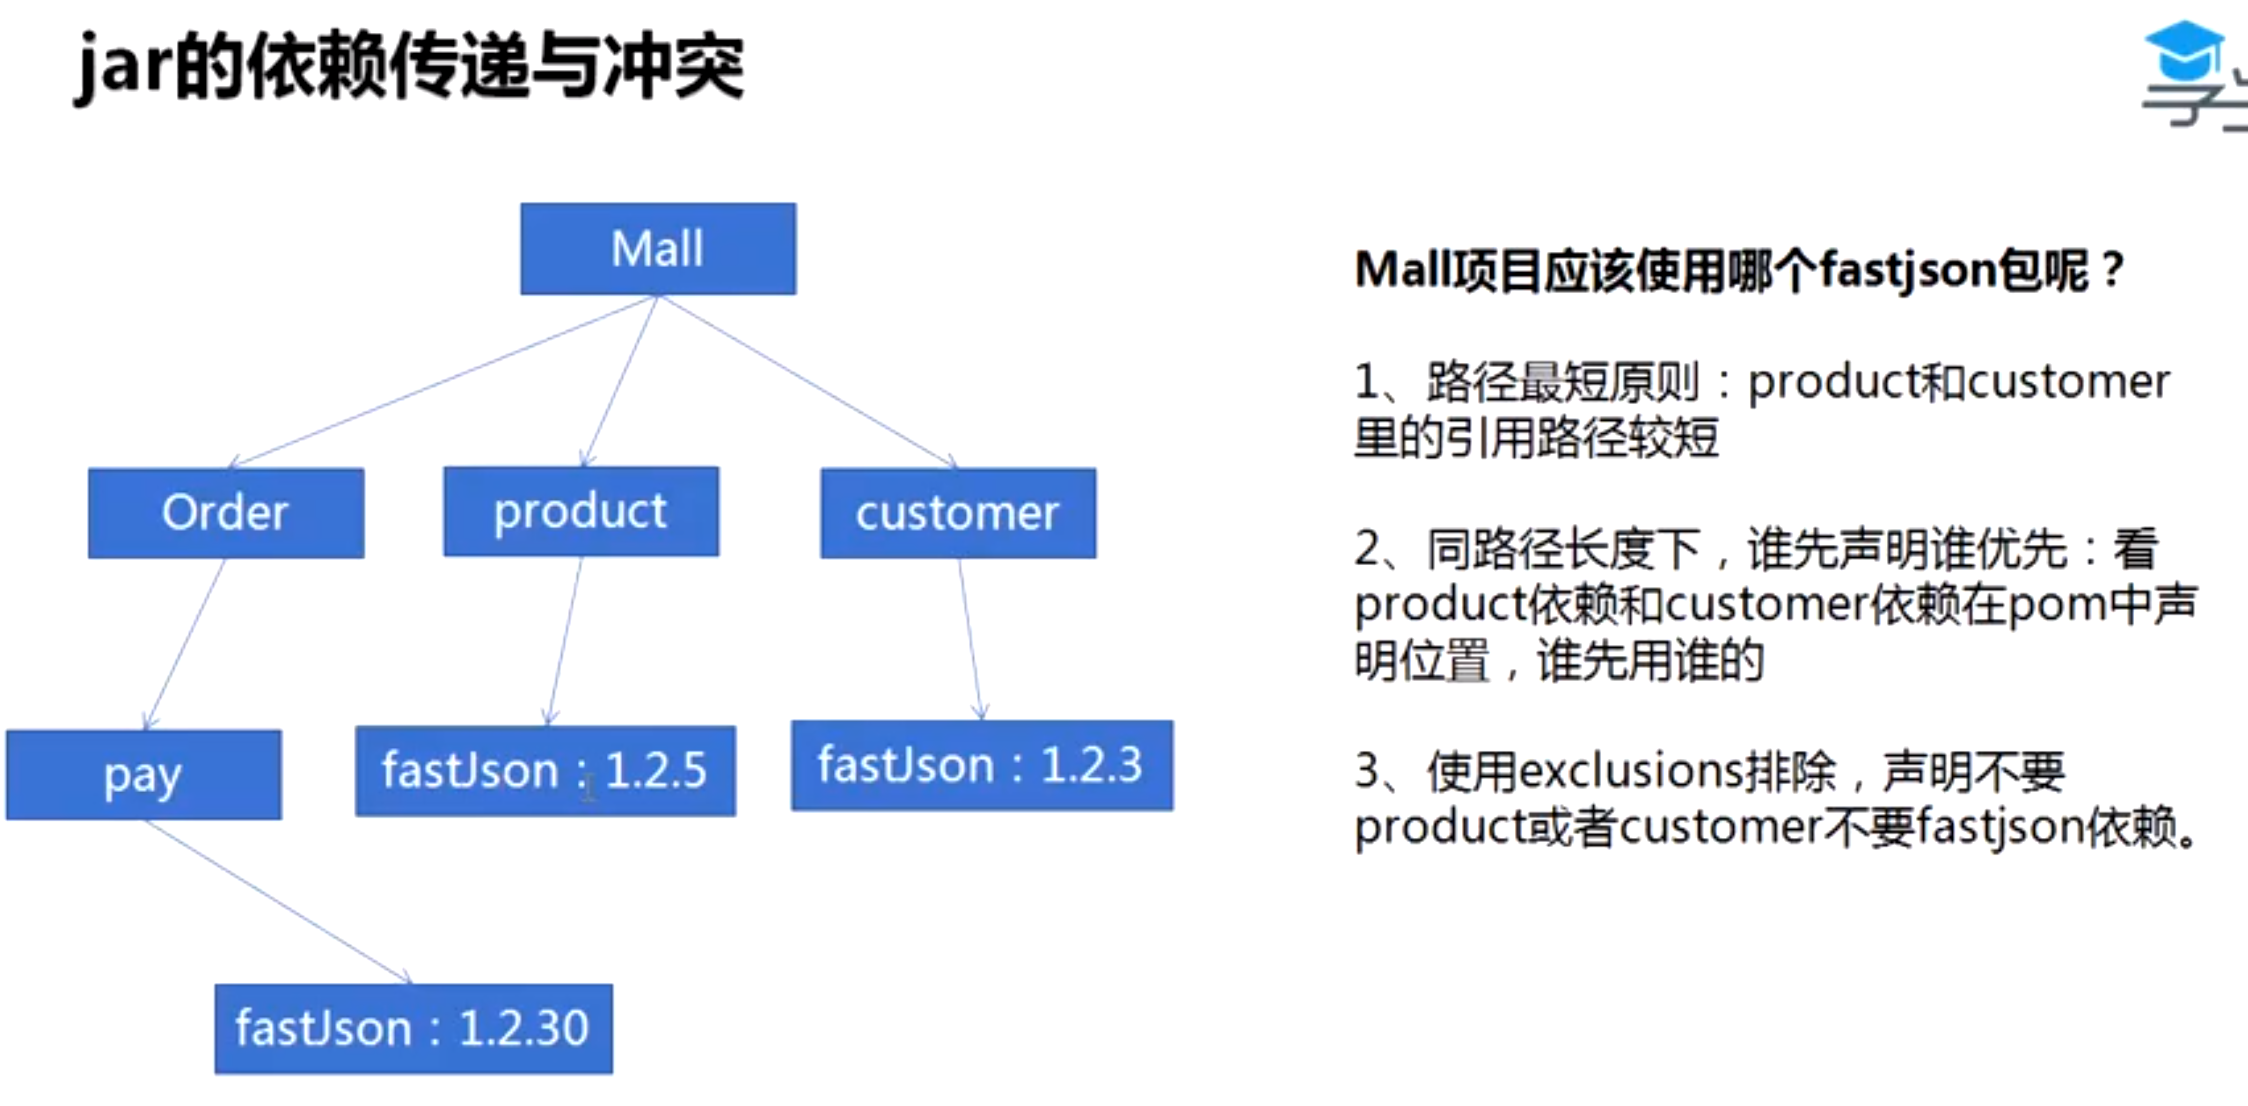 jar的依赖传递与冲突
Mall
Order
product
customer
pay
fastJson：1.2.5
fastJson：1.2.3
fastJson：1.2.30
Mall项目应该使用哪个fastjson包呢？
1、路径最短原则：product和customer
里的引用路径较短
2、同路径长度下，谁先声明谁优先：看
product依赖和customer依赖在pom中声
明位置，谁先用谁的
3、使用exclusions排除，声明不要
product或者customer不要fastjson依赖。